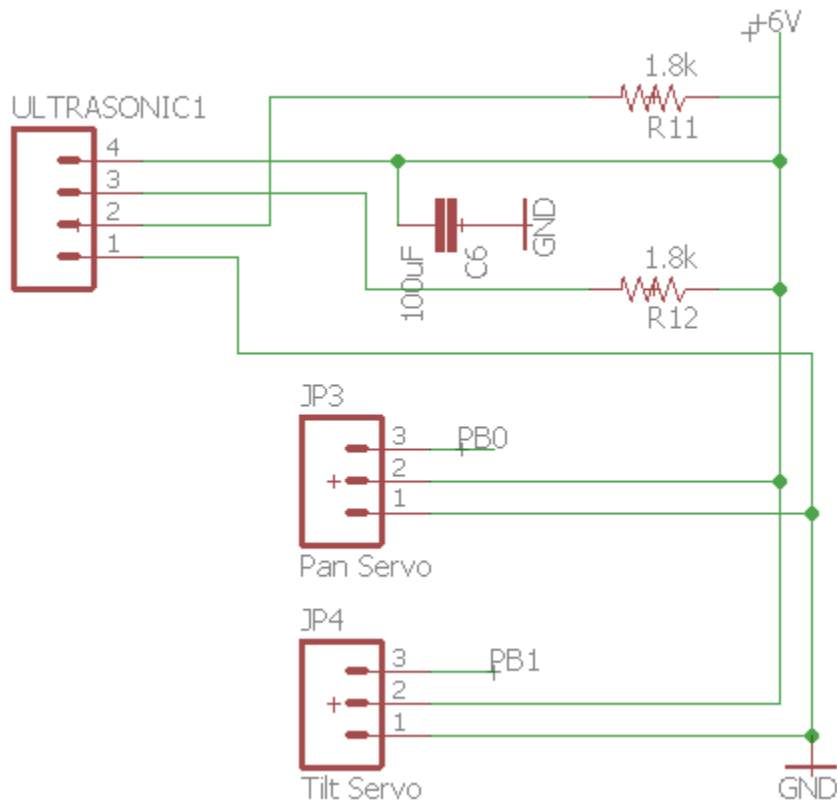 +6V
1.8k
R11
ULTRASONIC1
4
3
2
1
100uF
C6
GND
1.8k
R12
JP3
3
PB0
2
1
Pan Servo
JP4
3
PB1
2
1
Tilt Servo
GND